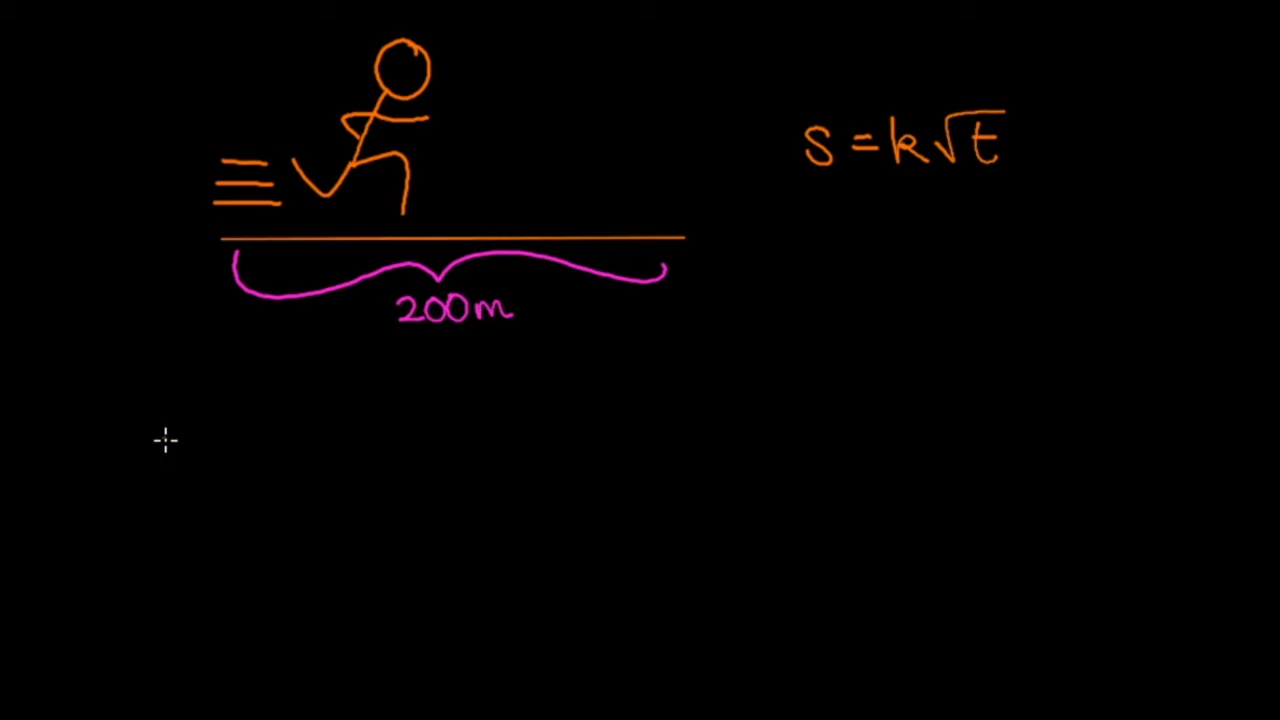 s = k√t
200m